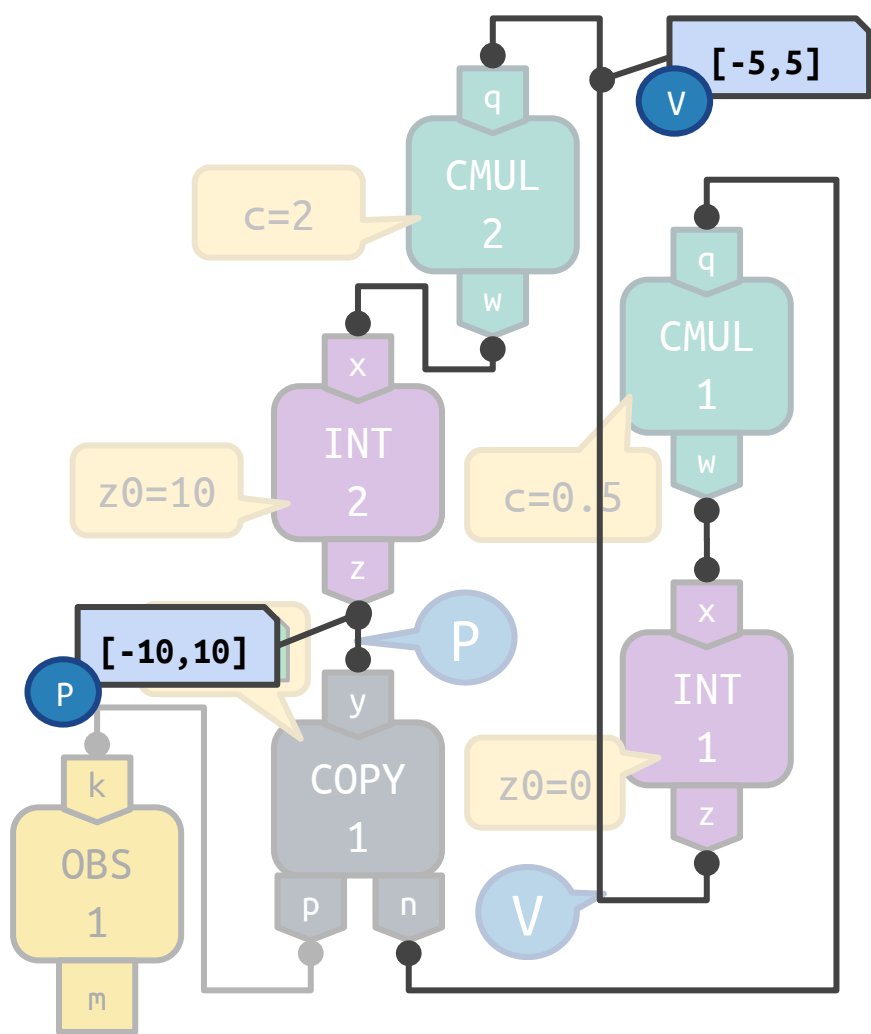 [-5,5]
V
q
CMUL
2
w
c=2
q
CMUL
1
w
c=0.5
x
INT
2
z
z0=10
x
INT
1
z
z0=0
[-10,10]
P
P
y
COPY
1
p
n
k
OBS
1
m
V